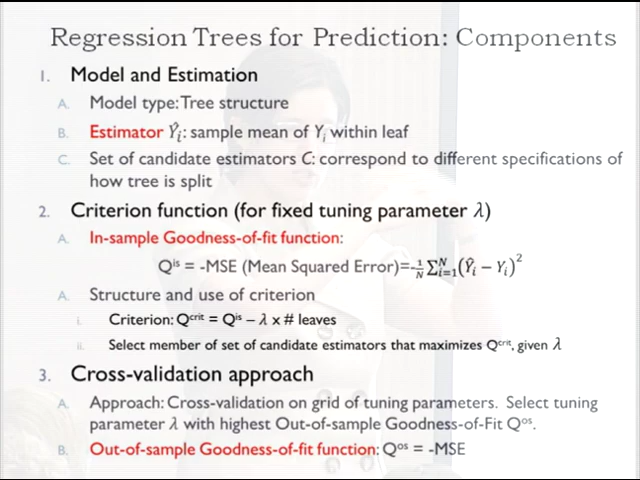 Regression Trees for Prediction: Components
1. Model and Estimation
A. Model type: Tree structure
B. Estimator Ŷᵢ: sample mean of Yᵢ within leaf
C. Set of candidate estimators C: correspond to different specifications of
how tree is split
2. Criterion function (for fixed tuning parameter λ)
A. In-sample Goodness-of-fit function:
Qⁱˢ = -MSE (Mean Squared Error)=-1/N Σᵢ₌₁ᴺ(Ŷᵢ − Yᵢ)²
A. Structure and use of criterion
i. Criterion: Qᶜʳⁱᵗ = Qⁱˢ – λ x # leaves
ii. Select member of set of candidate estimators that maximizes Qᶜʳⁱᵗ, given λ
3. Cross-validation approach
A. Approach: Cross-validation on grid of tuning parameters. Select tuning
parameter λ with highest Out-of-sample Goodness-of-Fit Qᵒˢ.
B. Out-of-sample Goodness-of-fit function: Qᵒˢ = -MSE